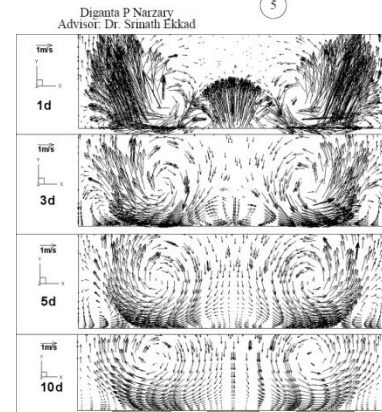 5
Diganta P Narzary
Advisor: Dr. Srinath Ekkad
1m/s
Y
X
1d
1m/s
Y
X
3d
1m/s
Y
X
5d
1m/s
Y
X
10d